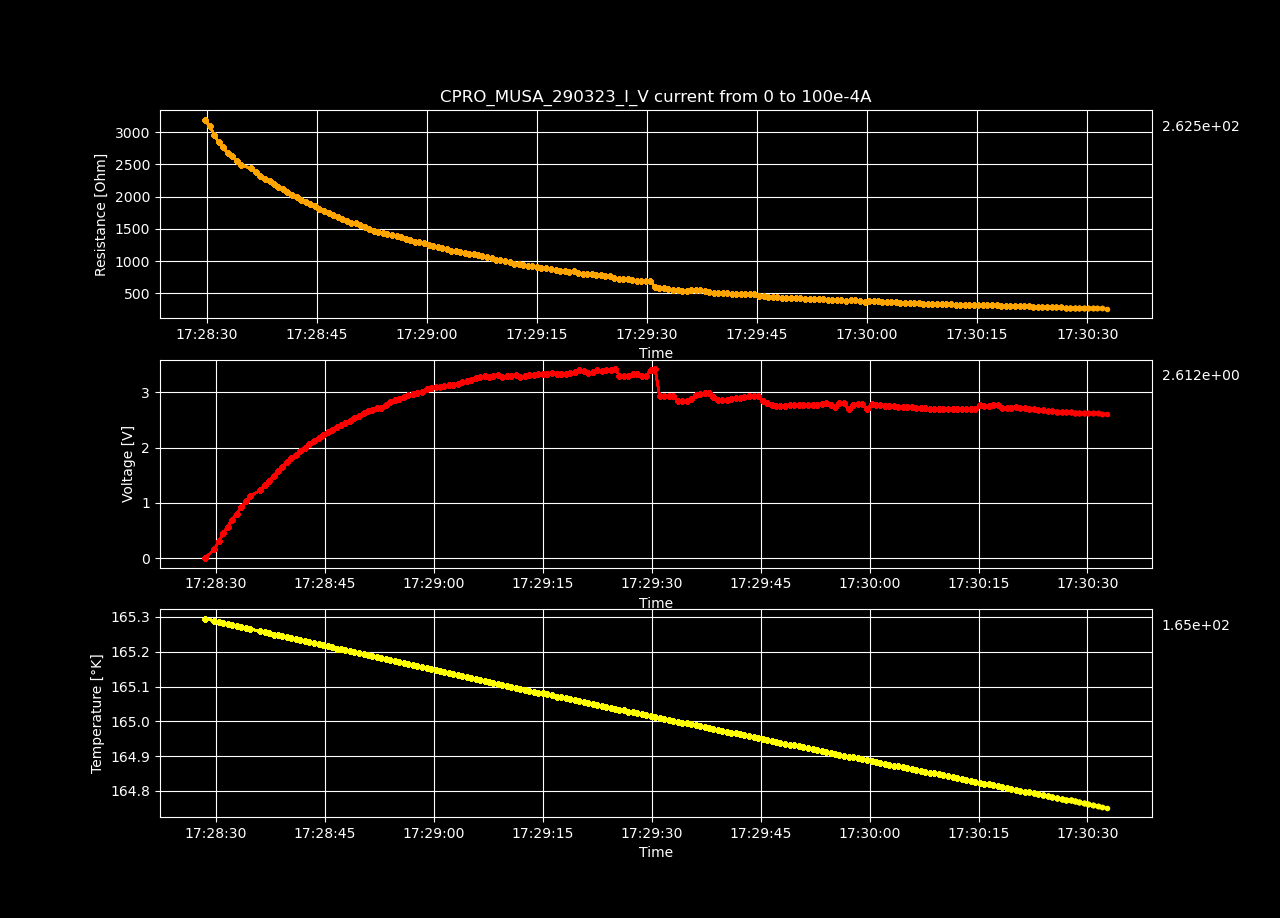 CPRO_MUSA_290323_I_V current from 0 to 100e-4A
2.625e+02
Resistance [Ohm]
3000
2500
2000
1500
1000
500
17:28:30 17:28:45 17:29:00 17:29:15 17:29:30 17:29:45 17:30:00 17:30:15 17:30:30
Time
2.612e+00
Voltage [V]
3
2
1
0
17:28:30 17:28:45 17:29:00 17:29:15 17:29:30 17:29:45 17:30:00 17:30:15 17:30:30
Time
1.65e+02
Temperature [°K]
165.3
165.2
165.1
165.0
164.9
164.8
17:28:30 17:28:45 17:29:00 17:29:15 17:29:30 17:29:45 17:30:00 17:30:15 17:30:30
Time